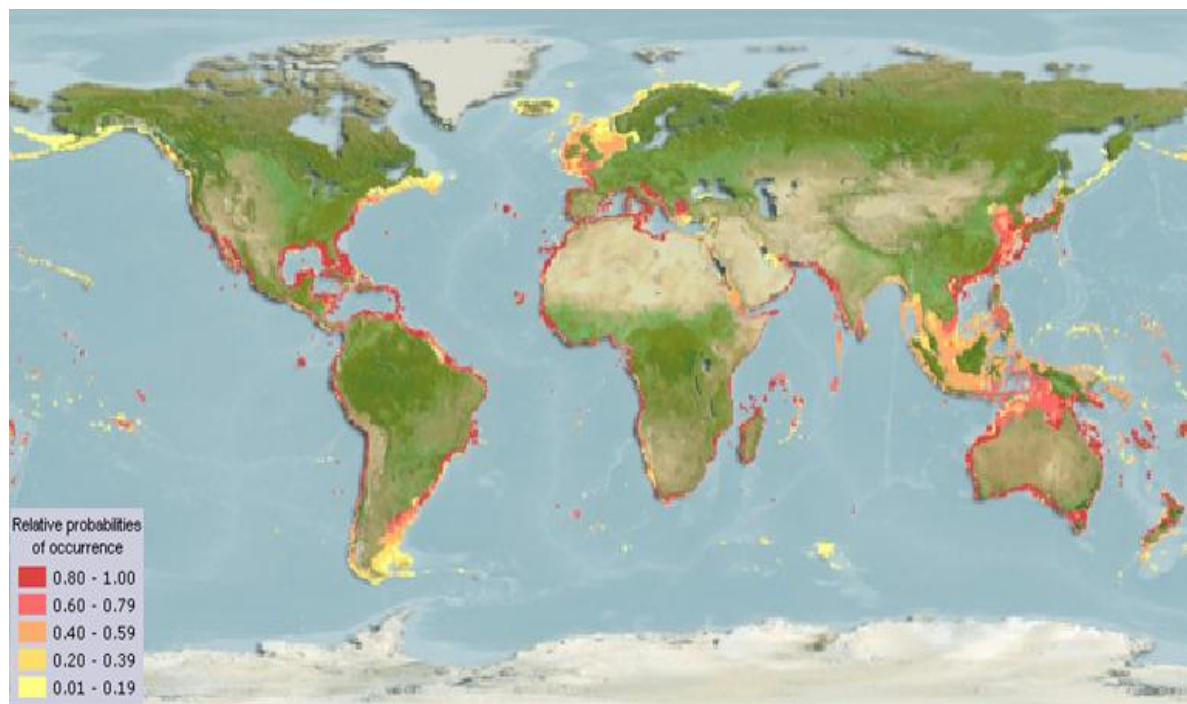 Relative probabilities
of occurrence
0.80 - 1.00
0.60 - 0.79
0.40 - 0.59
0.20 - 0.39
0.01 - 0.19